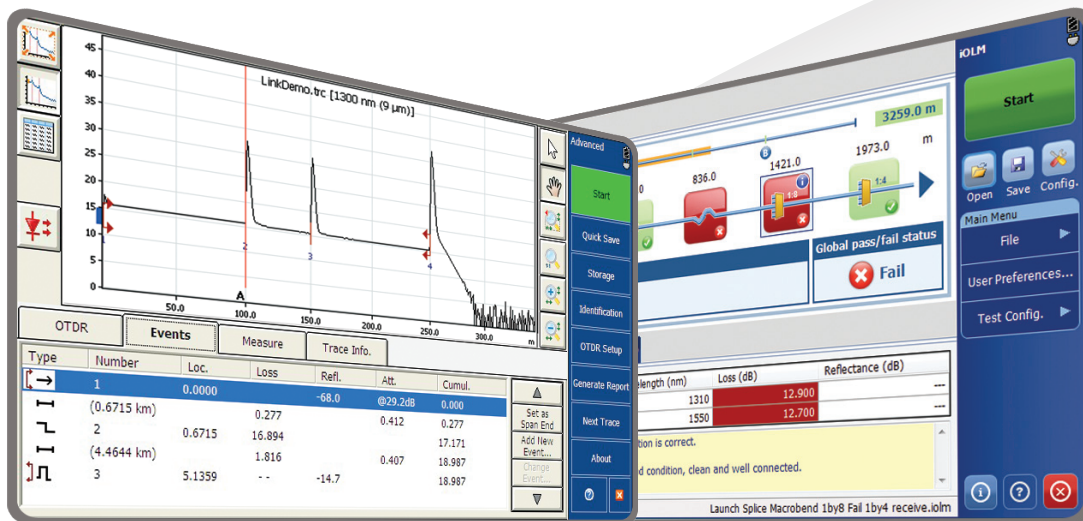 LinkDemo.trc [1300 nm (9 µm)]
45
40
35
30
25
20
15
10
5
0
1
2
3
4
A
50.0
100.0
150.0
200.0
250.0
300.0
m
OTDR
Events
Measure
Trace Info.
Type Number Loc. Loss Refl. Att. Cumul.
1 0.0000 -68.0 @29.2dB 0.000
(0.6715 km) 0.277 0.412 0.277
2 0.6715 16.894 17.171
(4.4644 km) 1.816 0.407 18.987
3 5.1359 -- -14.7 18.987
Set as
Span End
Add New
Event...
Change
Event...
Advanced
Start
Quick Save
Storage
Identification
OTDR Setup
Generate Report
Next Trace
About
3259.0 m
B
836.0
1421.0
1973.0
m
1:8
1:4
Global pass/fail status
Fail
Loss (dB)
Reflectance (dB)
1310 12.900 ---
1550 12.700 ---
is correct.
condition, clean and well connected.
Launch Splice Macrobend 1by8 Fail 1by4 receive.iolm
iOLM
Start
Open
Save
Config.
Main Menu
File
User Preferences...
Test Config.